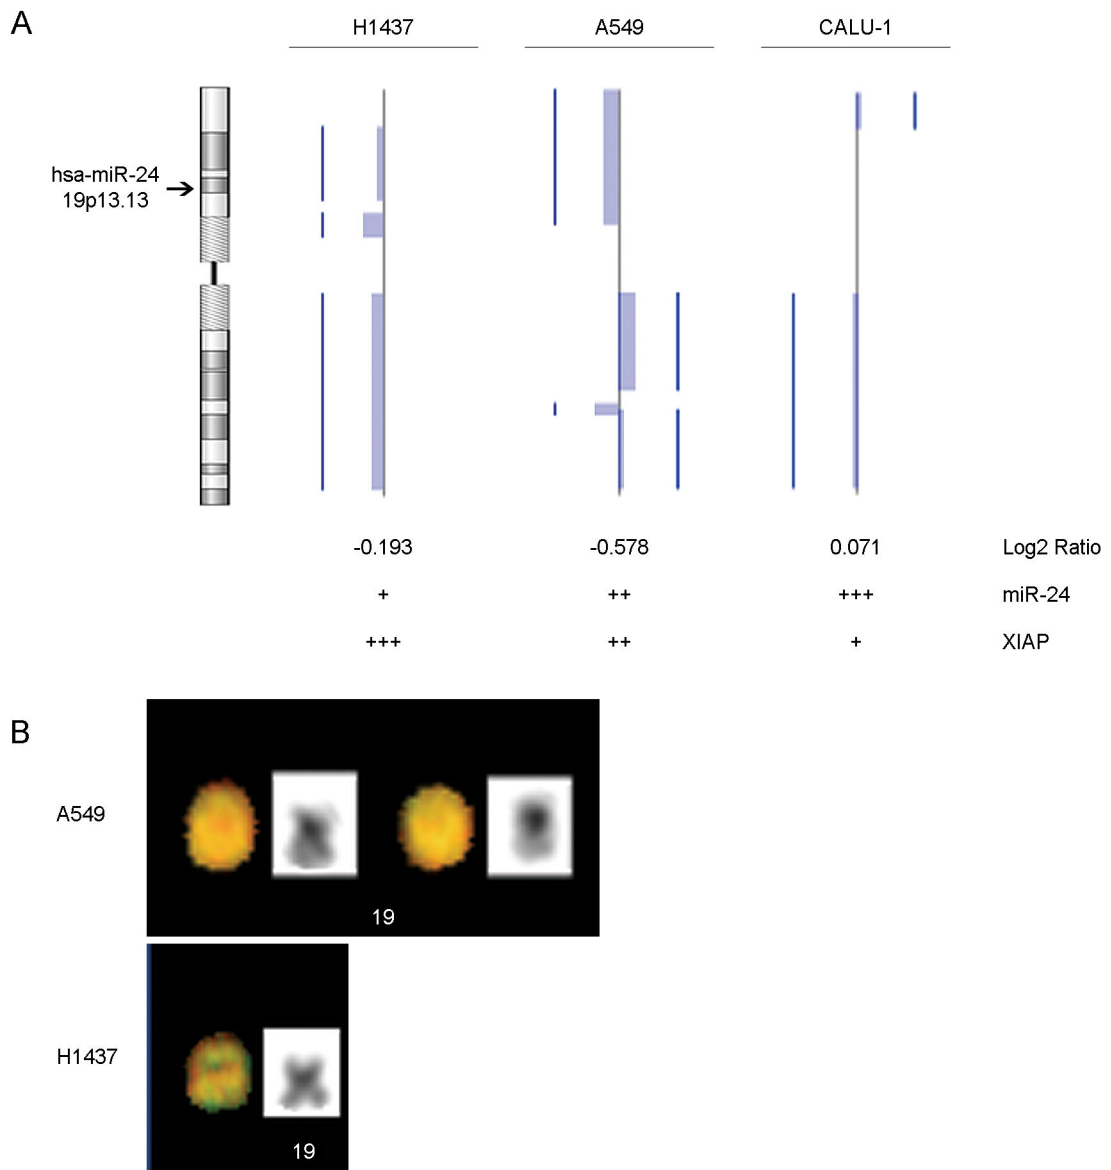 A
H1437 A549 CALU-1
hsa-miR-24
19p13.13
-0.193 -0.578 0.071 Log2 Ratio
+ ++ +++ miR-24
+++ ++ + XIAP
B
A549
19
H1437
19